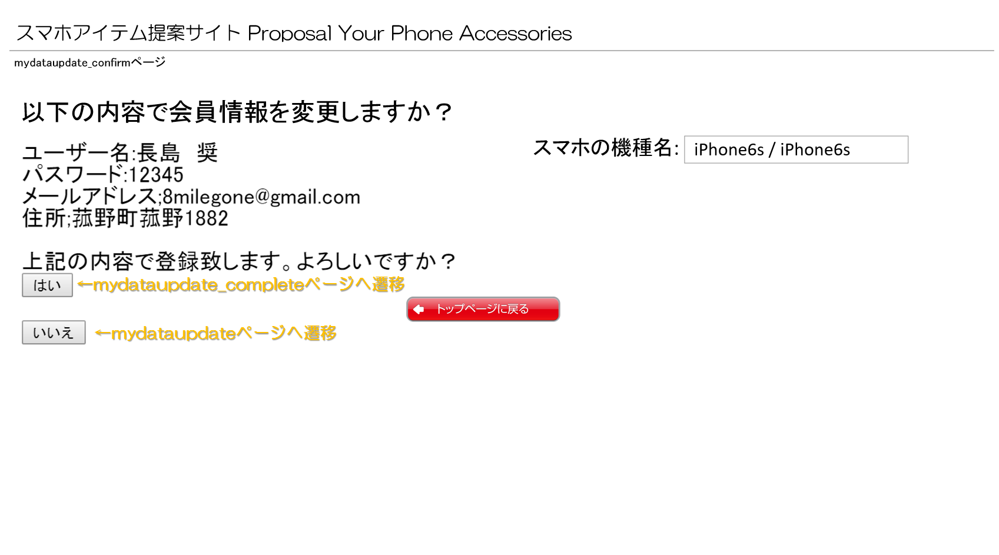 スマホアイテム提案サイト Proposal Your Phone Accessories
mydataupdate_confirmページ
以下の内容で会員情報を変更しますか？
ユーザー名:長島　奨
パスワード:12345
メールアドレス;8milegone@gmail.com
住所;菰野町菰野1882
スマホの機種名: iPhone6s / iPhone6s
上記の内容で登録致します。よろしいですか？
はい ←mydataupdate_completeページへ遷移
トップページに戻る
いいえ ←mydataupdateページへ遷移